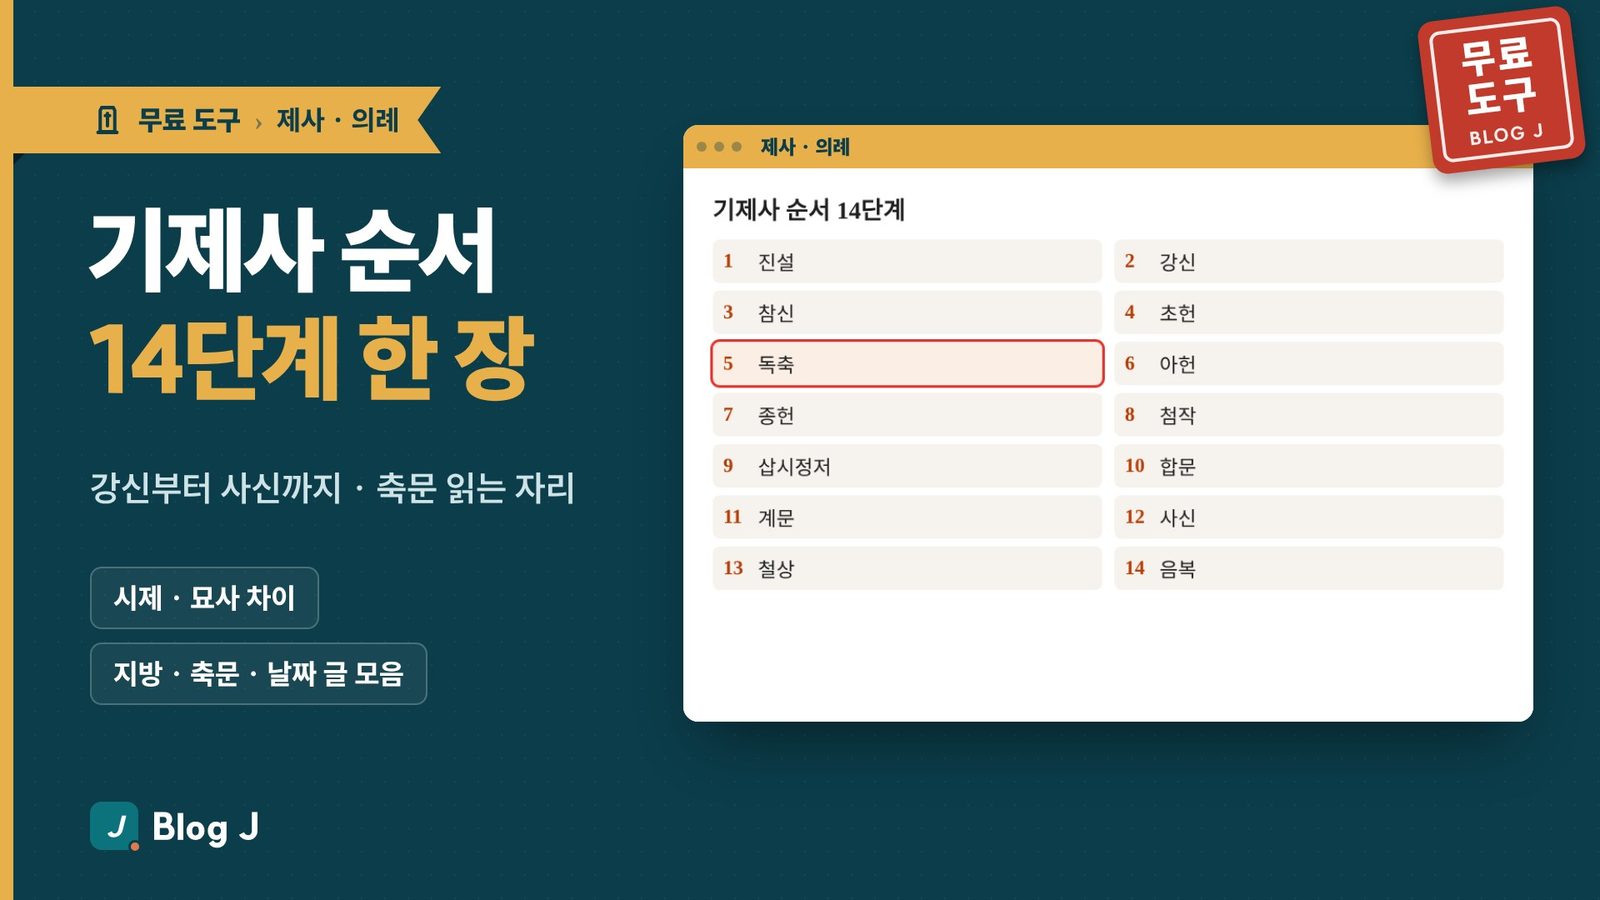 무료 도구 › 제사 · 의례
기제사 순서
14단계 한 장
강신부터 사신까지 · 축문 읽는 자리
시제 · 묘사 차이
지방 · 축문 · 날짜 글 모음
J Blog J
무료
도구
BLOG J
제사 · 의례
기제사 순서 14단계
1 진설
2 강신
3 참신
4 초헌
5 독축
6 아헌
7 종헌
8 첨작
9 삽시정저
10 합문
11 계문
12 사신
13 철상
14 음복